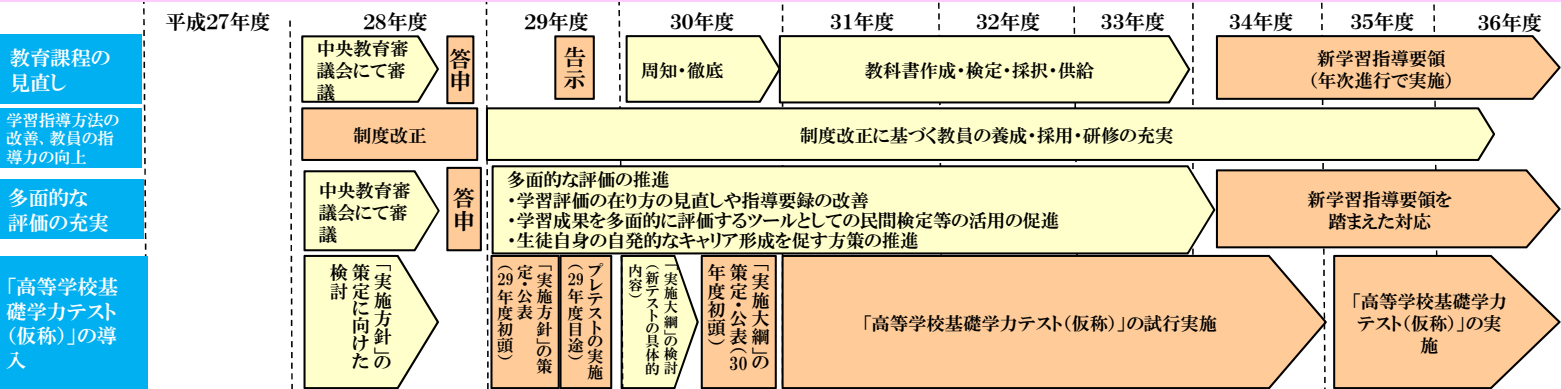 平成27年度
28年度
29年度
30年度
31年度
32年度
33年度
34年度
35年度
36年度
教育課程の
見直し
中央教育審
議会にて審
議
答申
告示
周知・徹底
教科書作成・検定・採択・供給
新学習指導要領
(年次進行で実施)
学習指導方法の
改善、教員の指
導力の向上
制度改正
制度改正に基づく教員の養成・採用・研修の充実
多面的な
評価の充実
中央教育審
議会にて審
議
答申
多面的な評価の推進
・学習評価の在り方の見直しや指導要録の改善
・学習成果を多面的に評価するツールとしての民間検定等の活用の促進
・生徒自身の自発的なキャリア形成を促す方策の推進
新学習指導要領を
踏まえた対応
「高等学校基
礎学力テスト
(仮称)」の導
入
「実施方針」の
策定に向けた
検討
「実施方針」の策
定・公表
(29年度初頭)
プレテストの実施
(29年度目途)
「実施大綱」の検討
(新テストの具体的
内容)
「実施大綱」の
策定・公表(30
年度初頭)
「高等学校基礎学力テスト(仮称)」の試行実施
「高等学校基礎学力
テスト(仮称)」の実
施